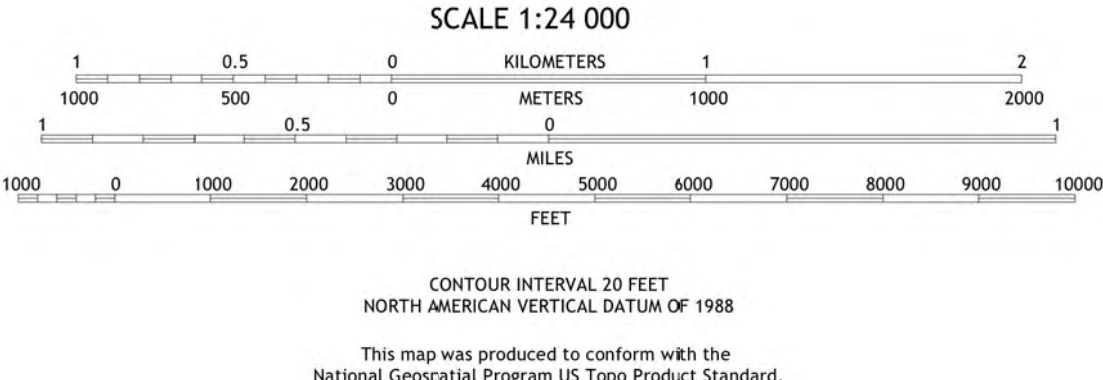 SCALE 1:24 000
1 0.5 0 KILOMETERS 1 2
1000 500 0 METERS 1000 2000
1 0.5 0 1
MILES
1000 0 1000 2000 3000 4000 5000 6000 7000 8000 9000 10000
FEET
CONTOUR INTERVAL 20 FEET
NORTH AMERICAN VERTICAL DATUM OF 1988
This map was produced to conform with the
National Geospatial Program US Topo Product Standard.